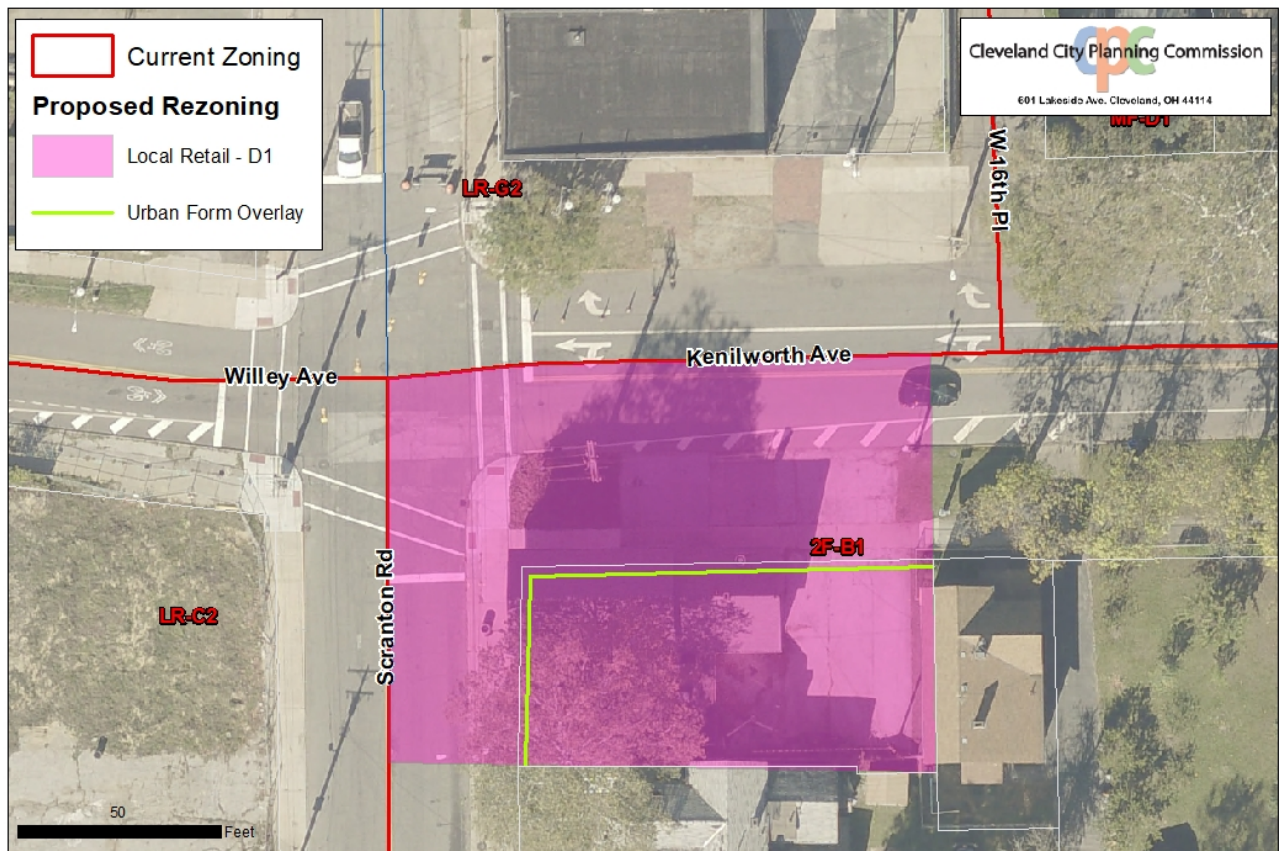 Current Zoning
Proposed Rezoning
Local Retail - D1
Urban Form Overlay
cpc
Cleveland City Planning Commission
601 Lakeside Ave. Cleveland, OH 44114
MF-D1
W 16th Pl
LR-G2
Kenilworth Ave
Willey Ave
2F-B1
Scranton Rd
LR-C2
50
Feet